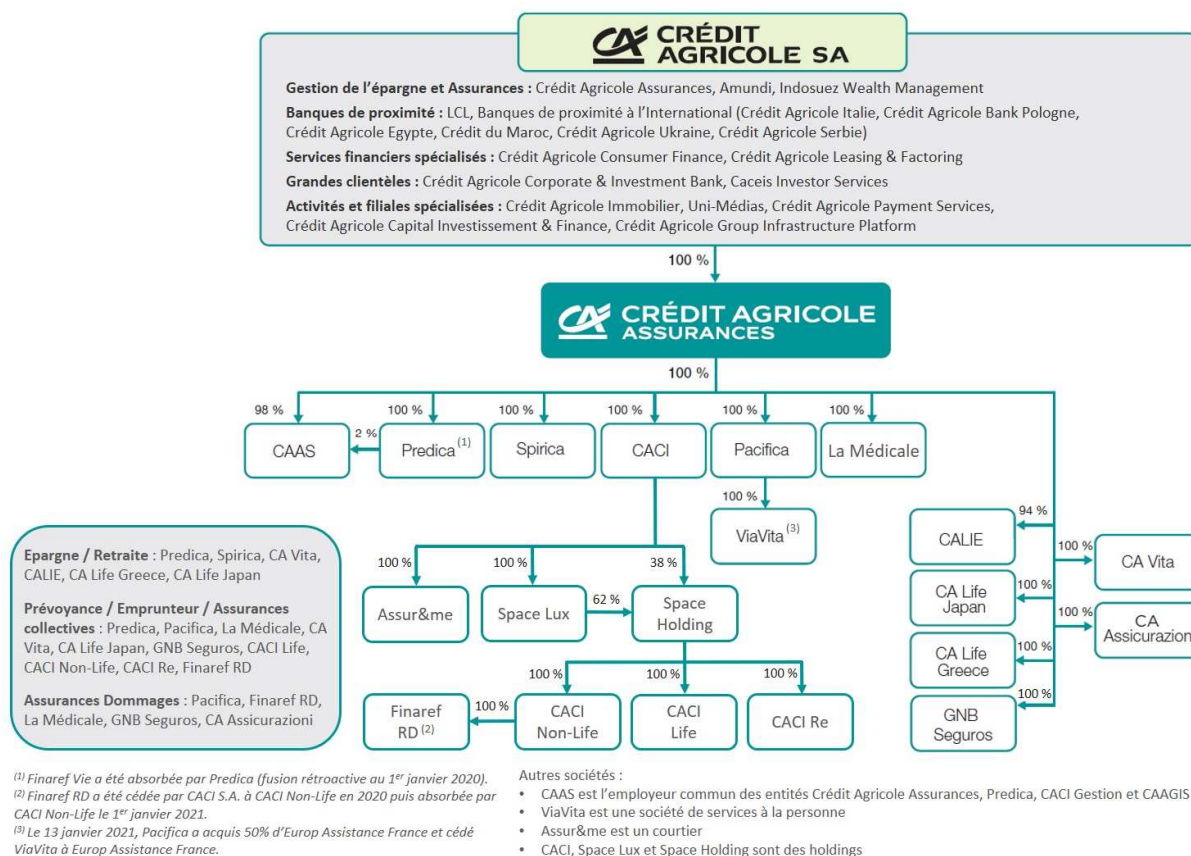 CRÉDIT
AGRICOLE SA
Gestion de l’épargne et Assurances : Crédit Agricole Assurances, Amundi, Indosuez Wealth Management
Banques de proximité : LCL, Banques de proximité à l’International (Crédit Agricole Italie, Crédit Agricole Bank Pologne,
Crédit Agricole Egypte, Crédit du Maroc, Crédit Agricole Ukraine, Crédit Agricole Serbie)
Services financiers spécialisés : Crédit Agricole Consumer Finance, Crédit Agricole Leasing & Factoring
Grandes clientèles : Crédit Agricole Corporate & Investment Bank, Caceis Investor Services
Activités et filiales spécialisées : Crédit Agricole Immobilier, Uni-Médias, Crédit Agricole Payment Services,
Crédit Agricole Capital Investissement & Finance, Crédit Agricole Group Infrastructure Platform
100 %
CRÉDIT AGRICOLE
ASSURANCES
100 %
98 % 100 % 100 % 100 % 100 % 100 %
CAAS 2 % Predica (1) Spirica CACI Pacifica La Médicale
100 %
ViaVita (3)
94 %
CALIE
100 %
CA Vita
100 %
CA Life
Japan
100 %
CA
Assicurazion
100 %
CA Life
Greece
100 %
GNB
Seguros
100 % 100 % 38 %
Assur&me Space Lux 62 % Space
Holding
100 % 100 % 100 %
Finaref
RD (2)
100 %
CACI
Non-Life
CACI
Life
CACI Re
Epargne / Retraite : Predica, Spirica, CA Vita,
CALIE, CA Life Greece, CA Life Japan
Prévoyance / Emprunteur / Assurances
collectives : Predica, Pacifica, La Médicale, CA
Vita, CA Life Japan, GNB Seguros, CACI Life,
CACI Non-Life, CACI Re, Finaref RD
Assurances Dommages : Pacifica, Finaref RD,
La Médicale, GNB Seguros, CA Assicurazioni
(1) Finaref Vie a été absorbée par Predica (fusion rétroactive au 1er janvier 2020).
(2) Finaref RD a été cédée par CACI S.A. à CACI Non-Life en 2020 puis absorbée par
CACI Non-Life le 1er janvier 2021.
(3) Le 13 janvier 2021, Pacifica a acquis 50% d’Europ Assistance France et cédé
ViaVita à Europ Assistance France.
Autres sociétés :
• CAAS est l’employeur commun des entités Crédit Agricole Assurances, Predica, CACI Gestion et CAAGIS
• ViaVita est une société de services à la personne
• Assur&me est un courtier
• CACI, Space Lux et Space Holding sont des holdings